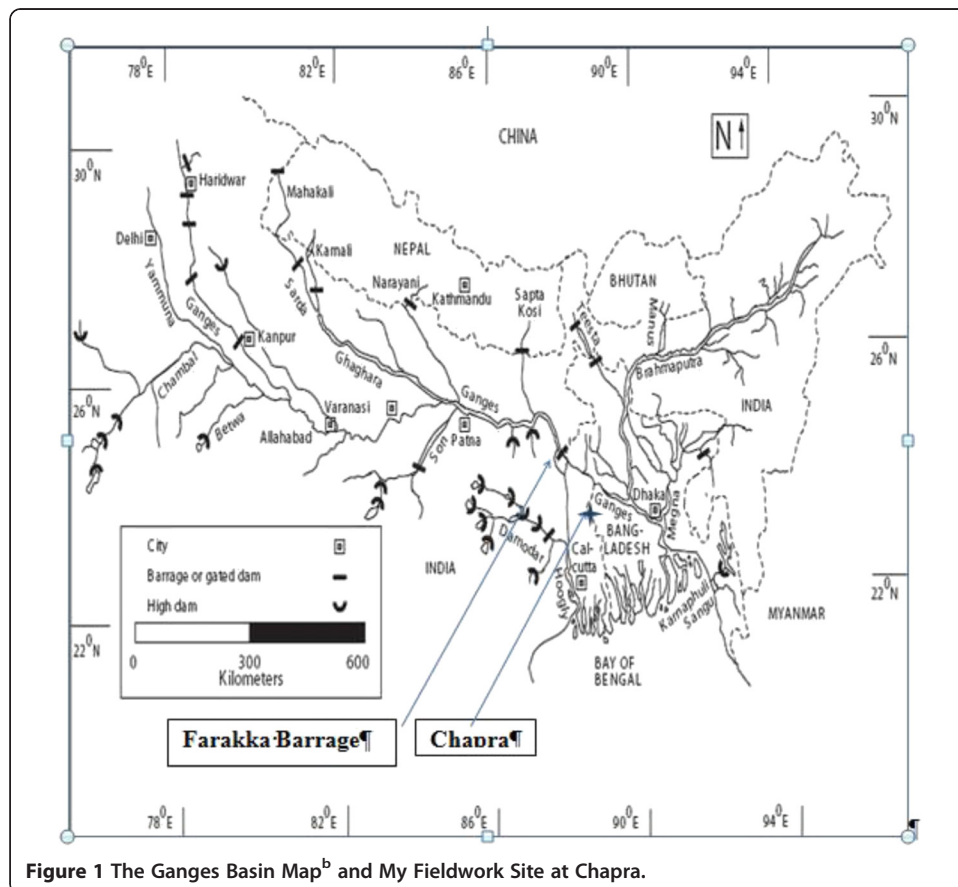 78⁰E 82⁰E 86⁰E 90⁰E 94⁰E
30⁰N
CHINA
N
30⁰N
Haridwar
Mahakali
Delhi
Karnali
NEPAL
BHUTAN
Yammuna
Sarda
Narayani
Kathmandu
Sapta
Kosi
Teesta
Manus
Ganges
Kanpur
Ghaghara
Brahmaputra
26⁰N
Chambal
26⁰N
Ganges
INDIA
Varanasi
Betwa
Allahabad
Son
Patna
Dhaka
Ganges
Megna
BANG-
LADESH
City
Barrage or gated dam
High dam
INDIA
Damodar
Cal-
cutta
Hoogly
Karnaphuli
Sangu
22⁰N
MYANMAR
22⁰N
0 300 600
Kilometers
BAY OF
BENGAL
Farakka·Barrage¶
Chapra¶
78⁰E 82⁰E 86⁰E 90⁰E 94⁰E
¶
Figure 1 The Ganges Basin Mapᵇ and My Fieldwork Site at Chapra.